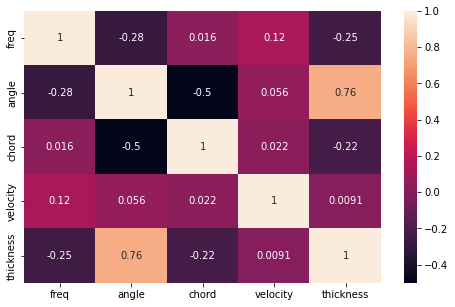 freq 1 -0.28 0.016 0.12 -0.25
angle -0.28 1 -0.5 0.056 0.76
chord 0.016 -0.5 1 0.022 -0.22
velocity 0.12 0.056 0.022 1 0.0091
thickness -0.25 0.76 -0.22 0.0091 1
freq angle chord velocity thickness
1.0
0.8
0.6
0.4
0.2
0.0
-0.2
-0.4